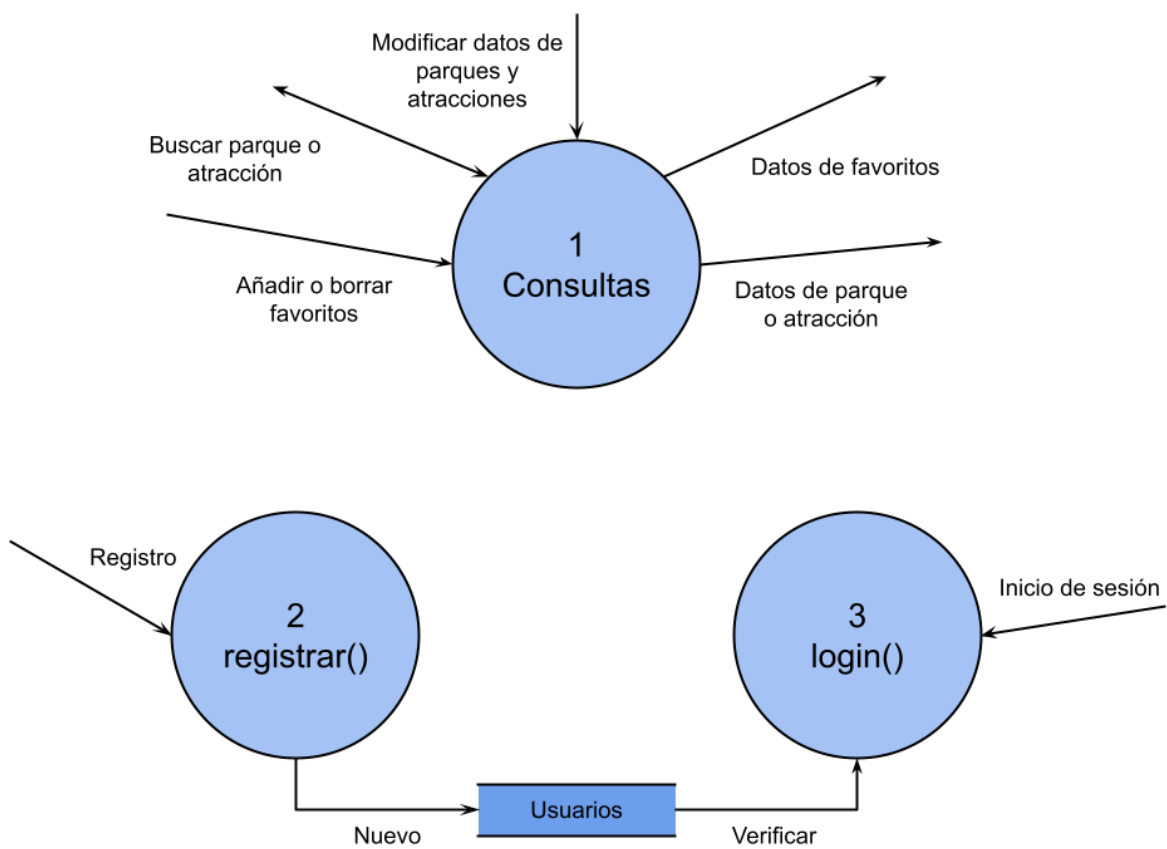 Modificar datos de
parques y
atracciones
Buscar parque o
atracción
Datos de favoritos
1
Consultas
Añadir o borrar
favoritos
Datos de parque
o atracción
Registro
2
registrar()
3
login()
Inicio de sesión
Usuarios
Nuevo
Verificar